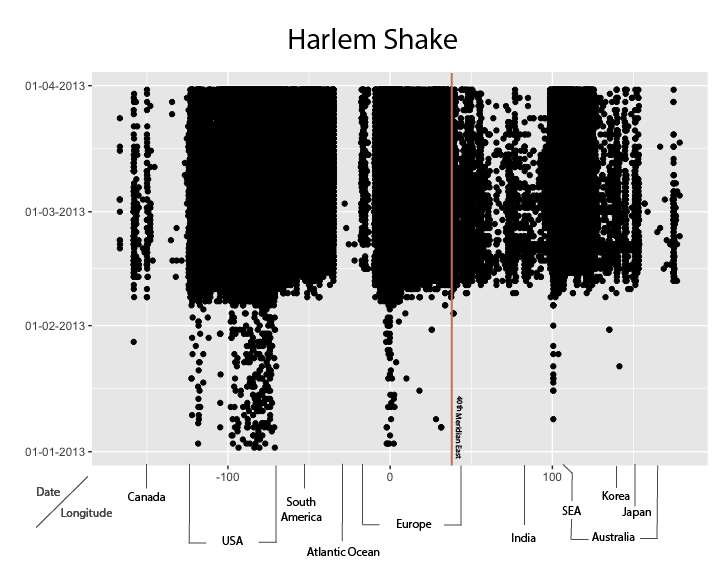 Harlem Shake
01-04-2013
01-03-2013
01-02-2013
01-01-2013
40th Meridian East
-100
0
100
Date
Longitude
Canada
USA
South
America
Atlantic Ocean
Europe
India
SEA
Korea
Japan
Australia